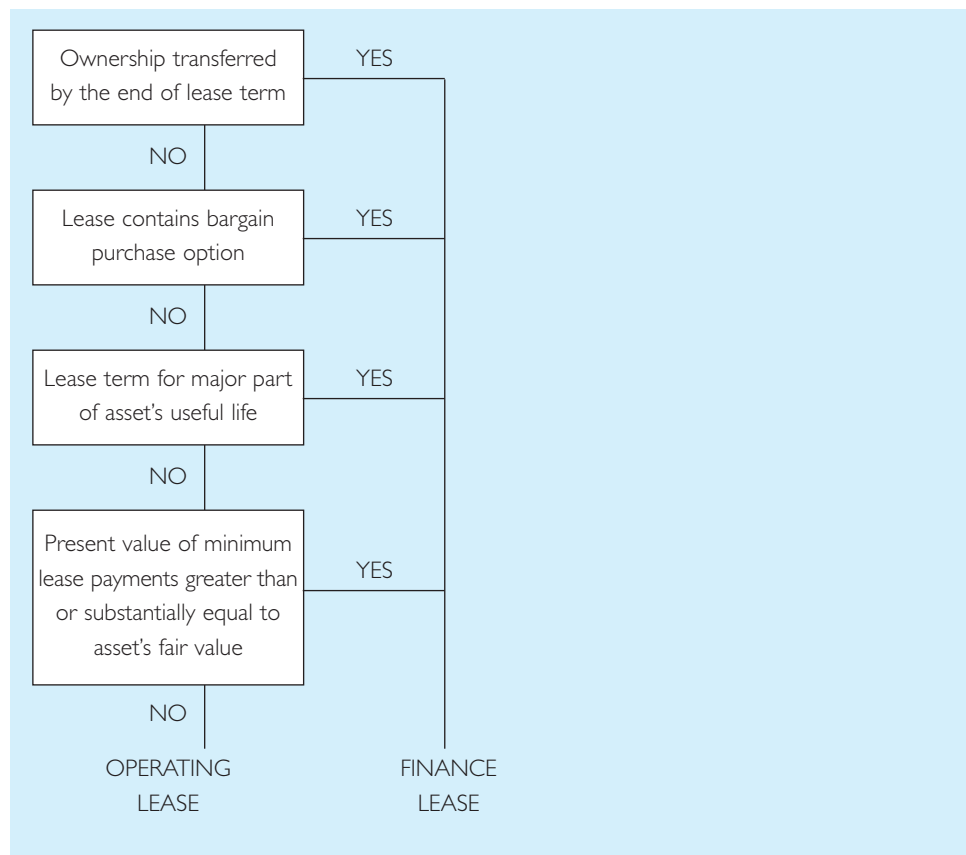 Ownership transferred
by the end of lease term
YES
NO
Lease contains bargain
purchase option
YES
NO
Lease term for major part
of asset’s useful life
YES
NO
Present value of minimum
lease payments greater than
or substantially equal to
asset’s fair value
YES
NO
OPERATING
LEASE
FINANCE
LEASE